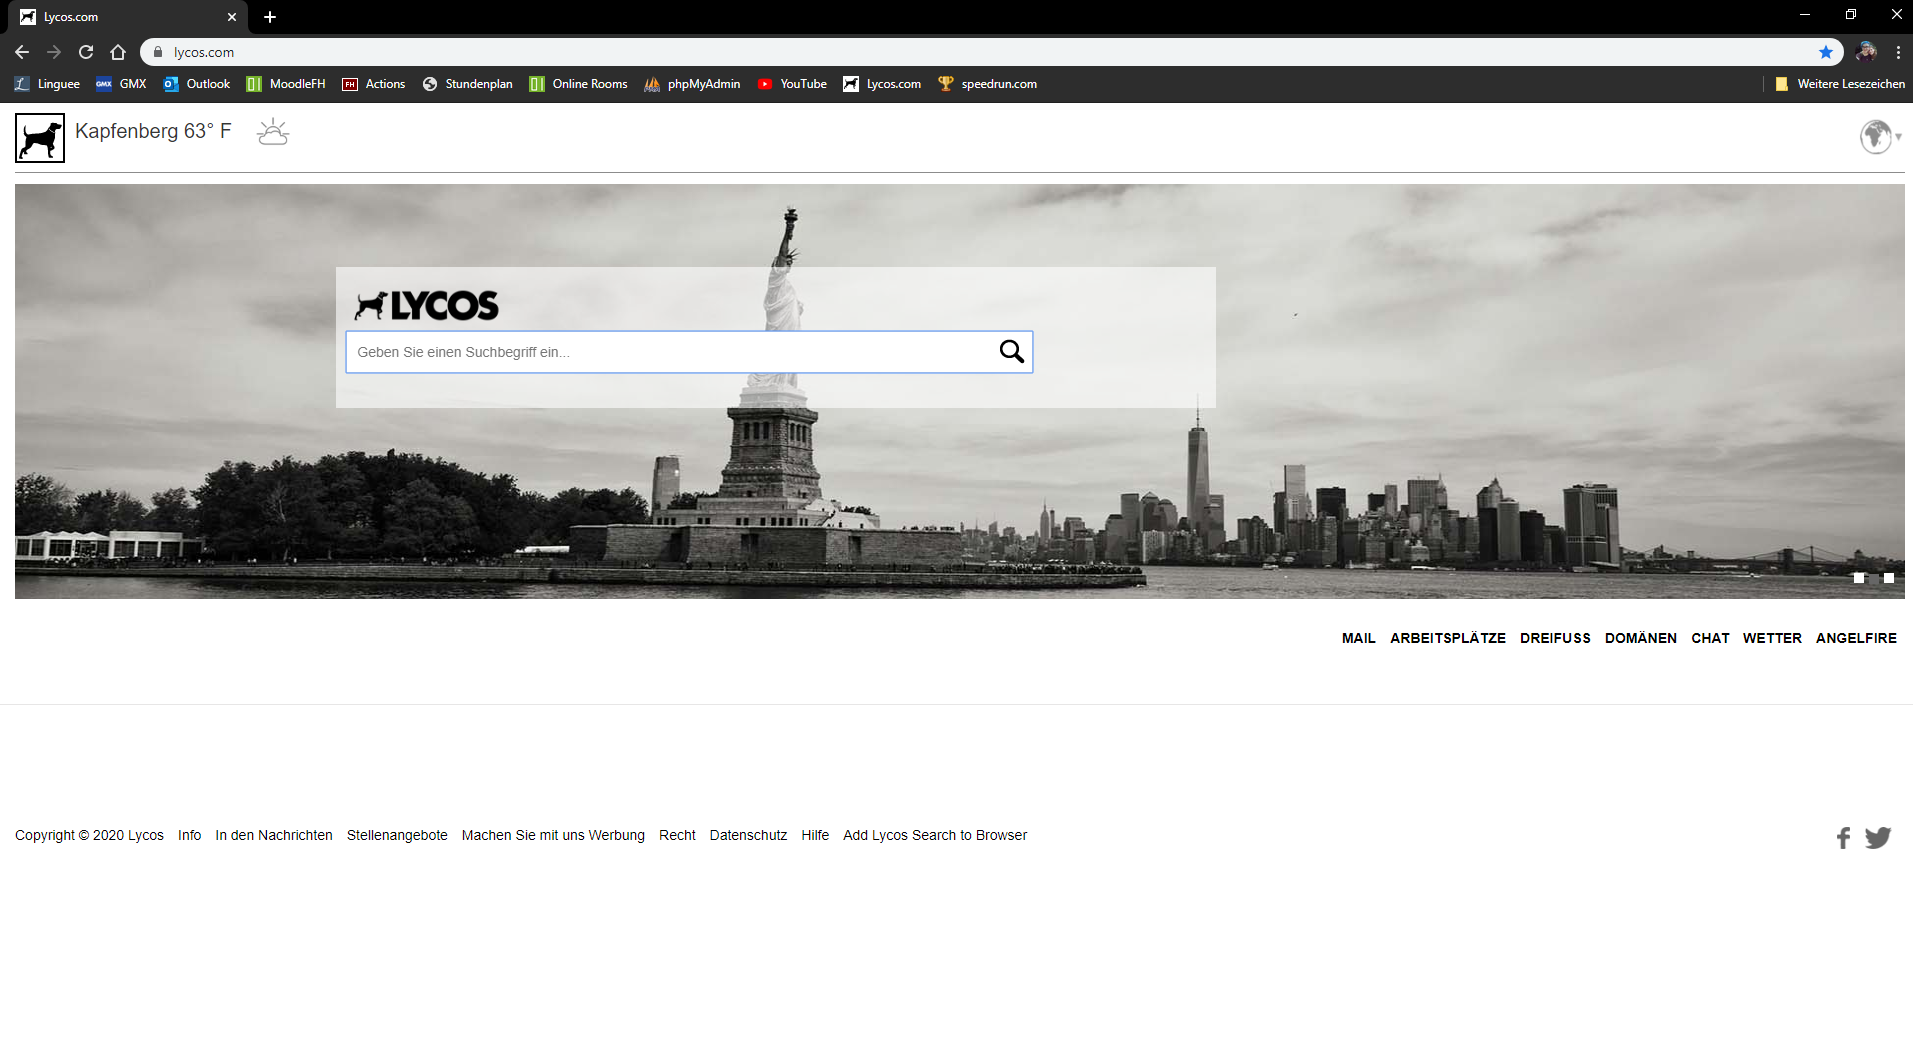 Lycos.com
lycos.com
Linguee GMX Outlook MoodleFH Actions Stundenplan Online Rooms phpMyAdmin YouTube Lycos.com speedrun.com Weitere Lesezeichen
Kapfenberg 63° F
LYCOS
Geben Sie einen Suchbegriff ein...
MAIL ARBEITSPLÄTZE DREIFUSS DOMÄNEN CHAT WETTER ANGELFIRE
Copyright © 2020 Lycos Info In den Nachrichten Stellenangebote Machen Sie mit uns Werbung Recht Datenschutz Hilfe Add Lycos Search to Browser